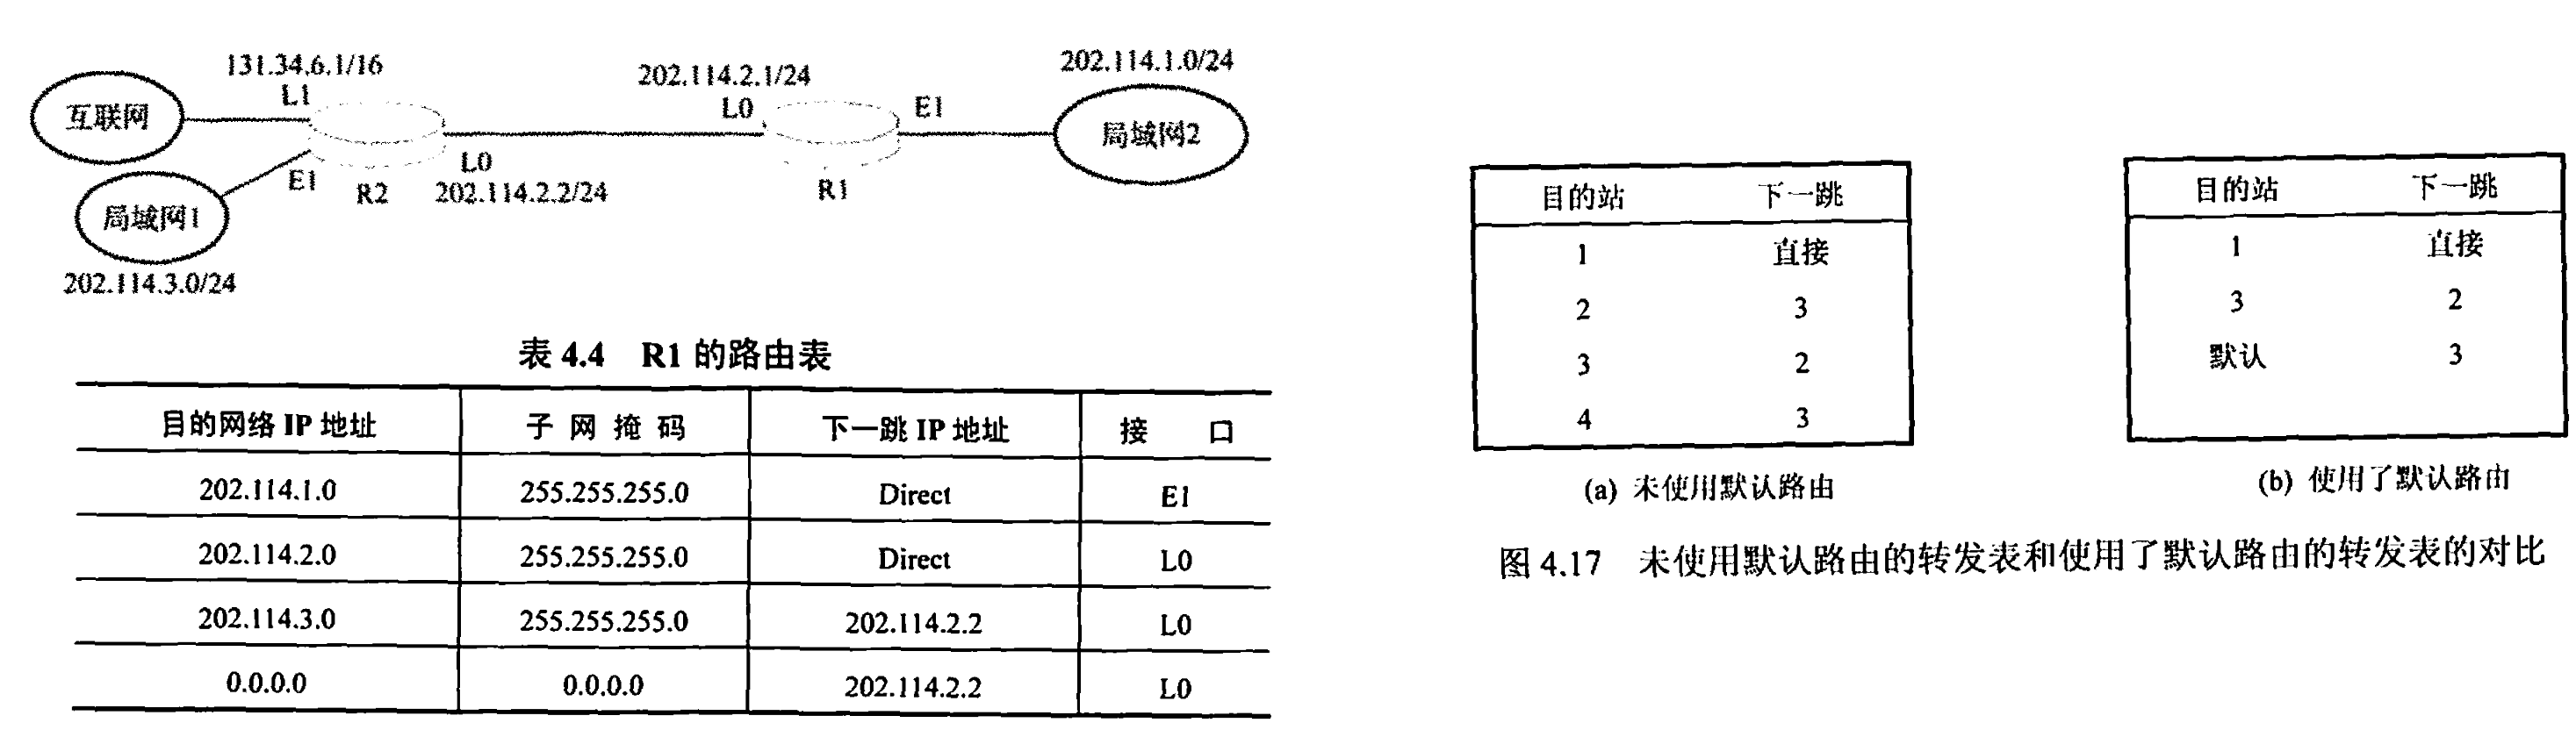 131.34.6.1/16
202.114.2.1/24
202.114.1.0/24
互联网
L1
L0
E1
局域网2
E1
R2
L0
202.114.2.2/24
R1
局域网1
202.114.3.0/24
表 4.4 R1 的路由表
目的网络 IP 地址 子 网 掩 码 下一跳 IP 地址 接 口
202.114.1.0 255.255.255.0 Direct E1
202.114.2.0 255.255.255.0 Direct L0
202.114.3.0 255.255.255.0 202.114.2.2 L0
0.0.0.0 0.0.0.0 202.114.2.2 L0
目的站 下一跳
1 直接
2 3
3 2
4 3
(a) 未使用默认路由
目的站 下一跳
1 直接
3 2
默认 3
(b) 使用了默认路由
图 4.17 未使用默认路由的转发表和使用了默认路由的转发表的对比